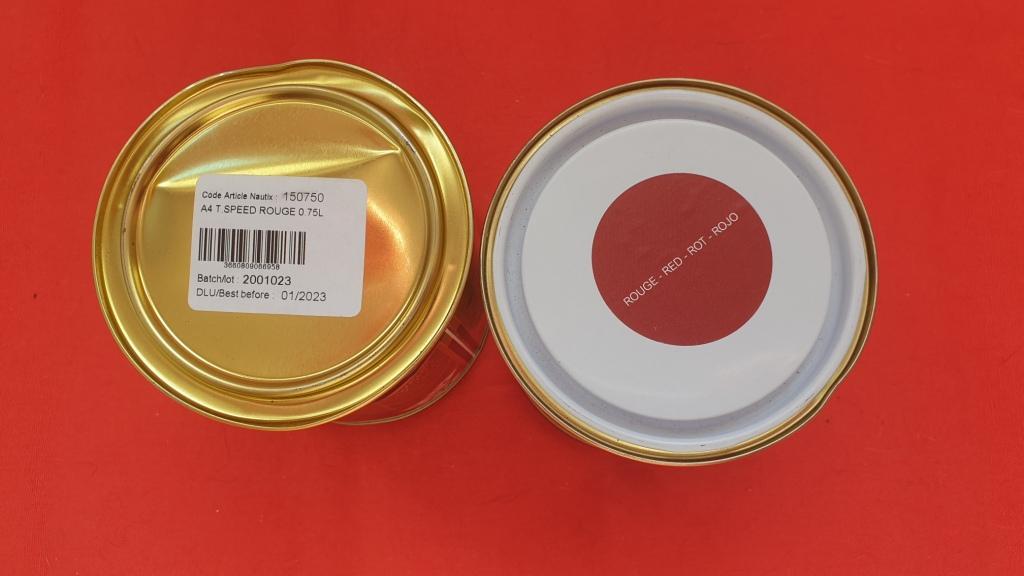 Code Article Nautix : 150750
A4 T.SPEED ROUGE 0.75L
3660809066958
Batch/lot : 2001023
DLU/Best before : 01/2023
ROUGE - RED - ROT - ROJO